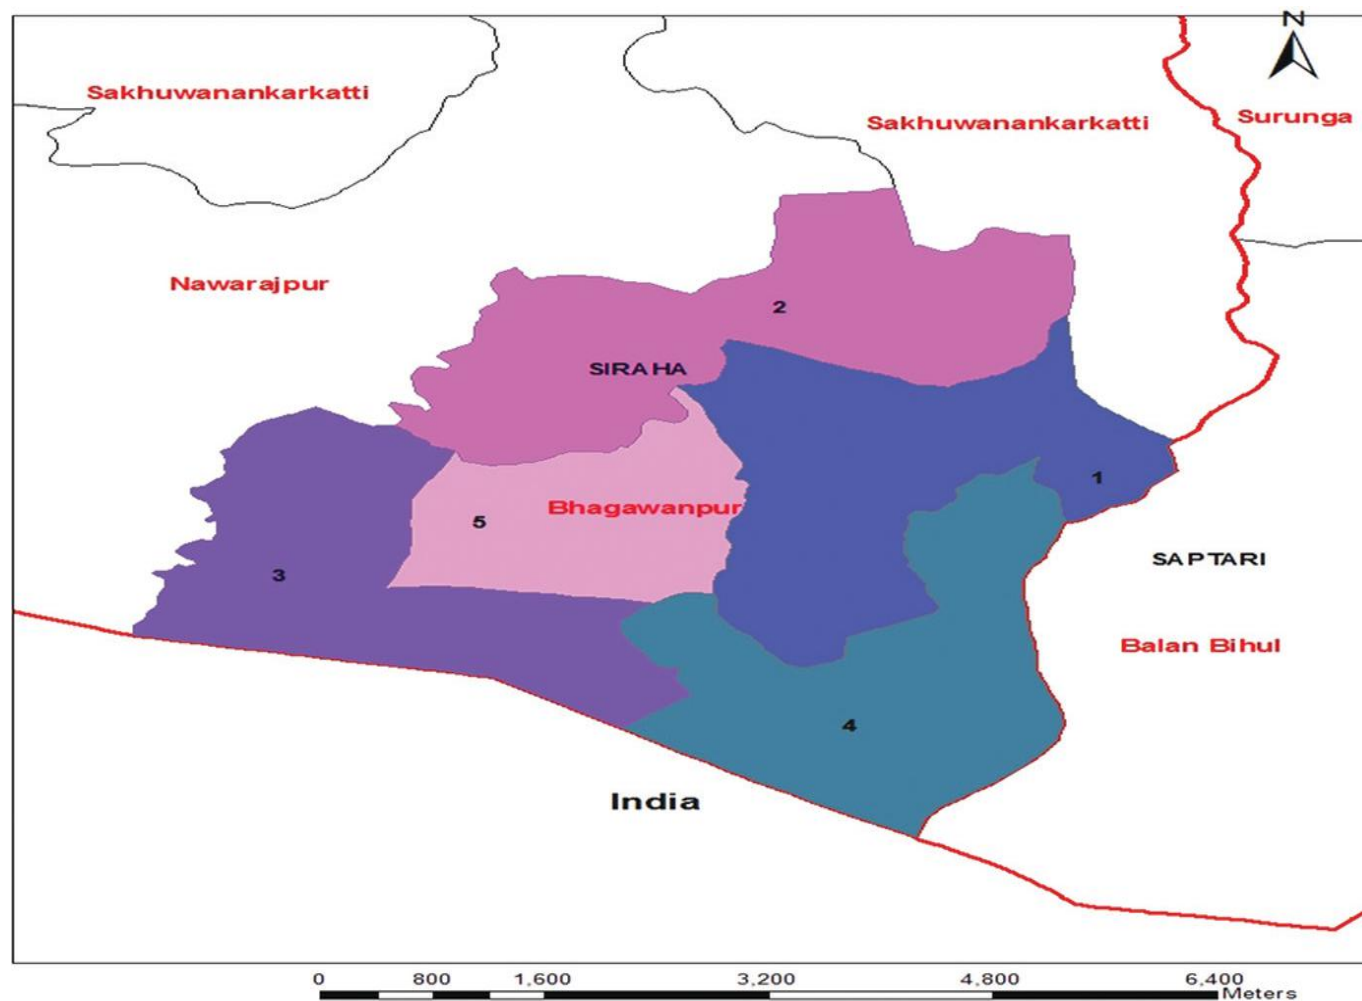 N
Sakhuwanankarkatti
Sakhuwanankarkatti
Surunga
Nawarajpur
2
SIRAHA
1
Bhagawanpur
5
SAPTARI
3
Balan Bihul
4
India
0 800 1,600 3,200 4,800 6,400
Meters